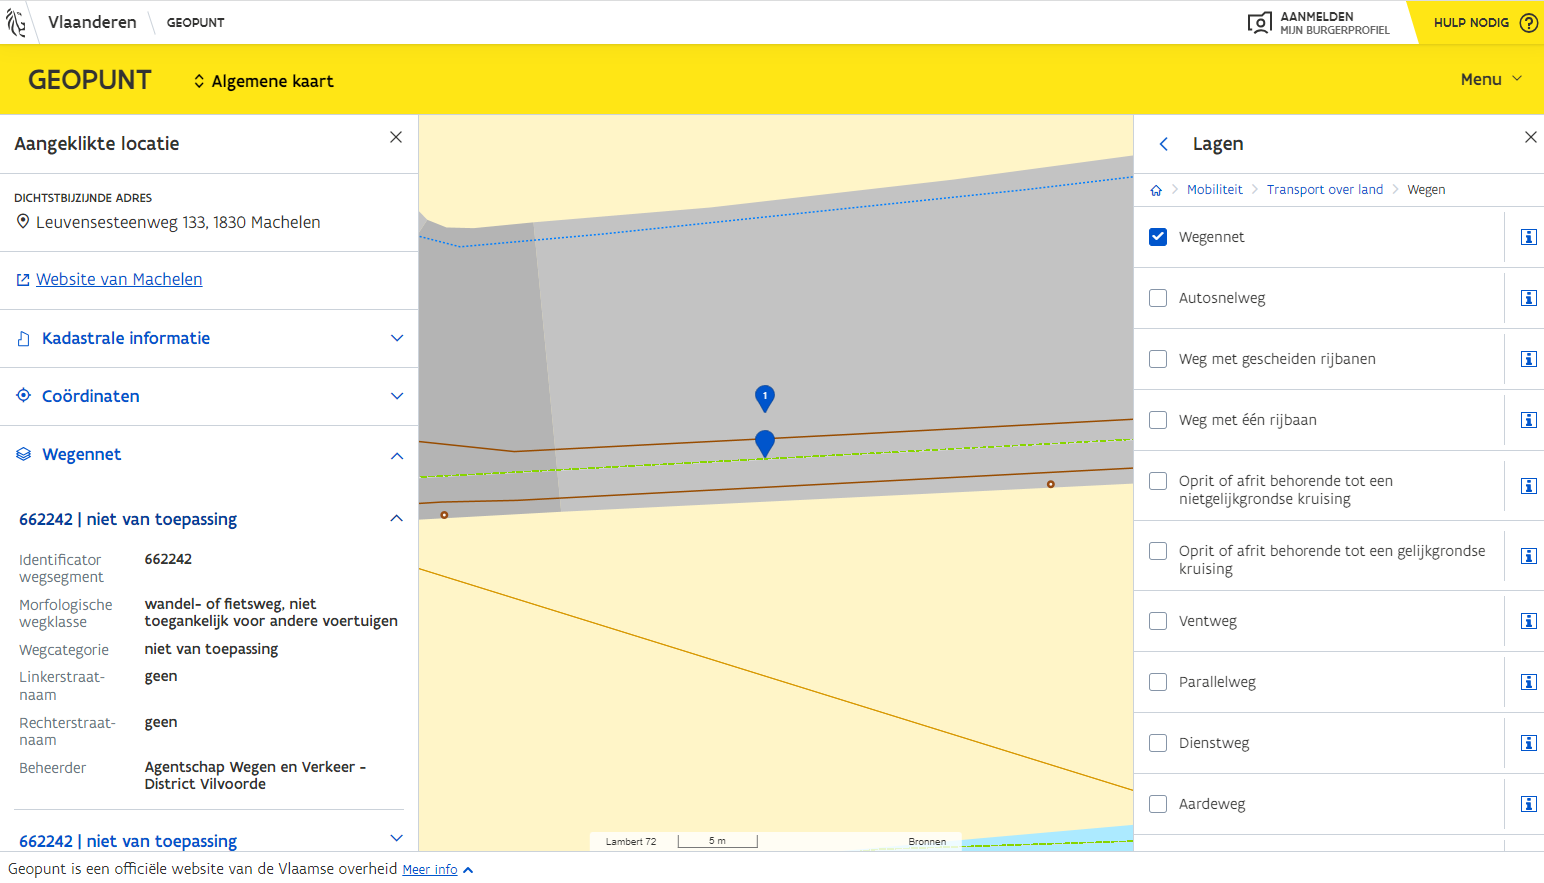 Vlaanderen
GEOPUNT
AANMELDEN
MIJN BURGERPROFIEL
HULP NODIG
GEOPUNT
Algemene kaart
Menu
Aangeklikte locatie
DICHTSTBIJZIJNDE ADRES
Leuvensesteenweg 133, 1830 Machelen
Website van Machelen
Kadastrale informatie
Coördinaten
Wegennet
662242 | niet van toepassing
Identificator
wegsegment
662242
Morfologische
wegklasse
wandel- of fietsweg, niet
toegankelijk voor andere voertuigen
Wegcategorie
niet van toepassing
Linkerstraat-
naam
geen
Rechterstraat-
naam
geen
Beheerder
Agentschap Wegen en Verkeer -
District Vilvoorde
662242 | niet van toepassing
1
Lambert 72
5 m
Bronnen
Lagen
Mobiliteit
Transport over land
Wegen
Wegennet
Autosnelweg
Weg met gescheiden rijbanen
Weg met één rijbaan
Oprit of afrit behorende tot een
nietgelijkgrondse kruising
Oprit of afrit behorende tot een gelijkgrondse
kruising
Ventweg
Parallelweg
Dienstweg
Aardeweg
Geopunt is een officiële website van de Vlaamse overheid Meer info